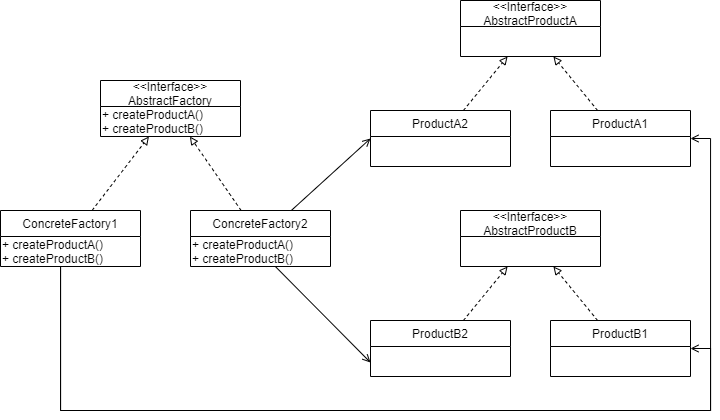 <<Interface>>
AbstractProductA
<<Interface>>
AbstractFactory
+ createProductA()
+ createProductB()
ProductA2
ProductA1
ConcreteFactory1
+ createProductA()
+ createProductB()
ConcreteFactory2
+ createProductA()
+ createProductB()
<<Interface>>
AbstractProductB
ProductB2
ProductB1